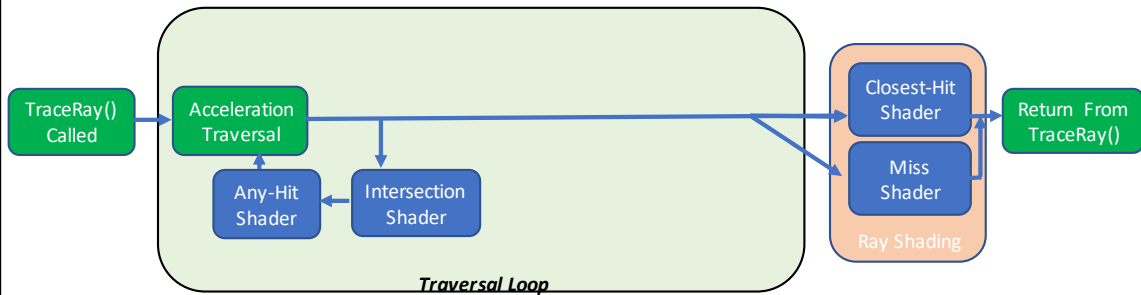 TraceRay()
Called
Acceleration
Traversal
Any-Hit
Shader
Intersection
Shader
Closest-Hit
Shader
Miss
Shader
Ray Shading
Return From
TraceRay()
Traversal Loop